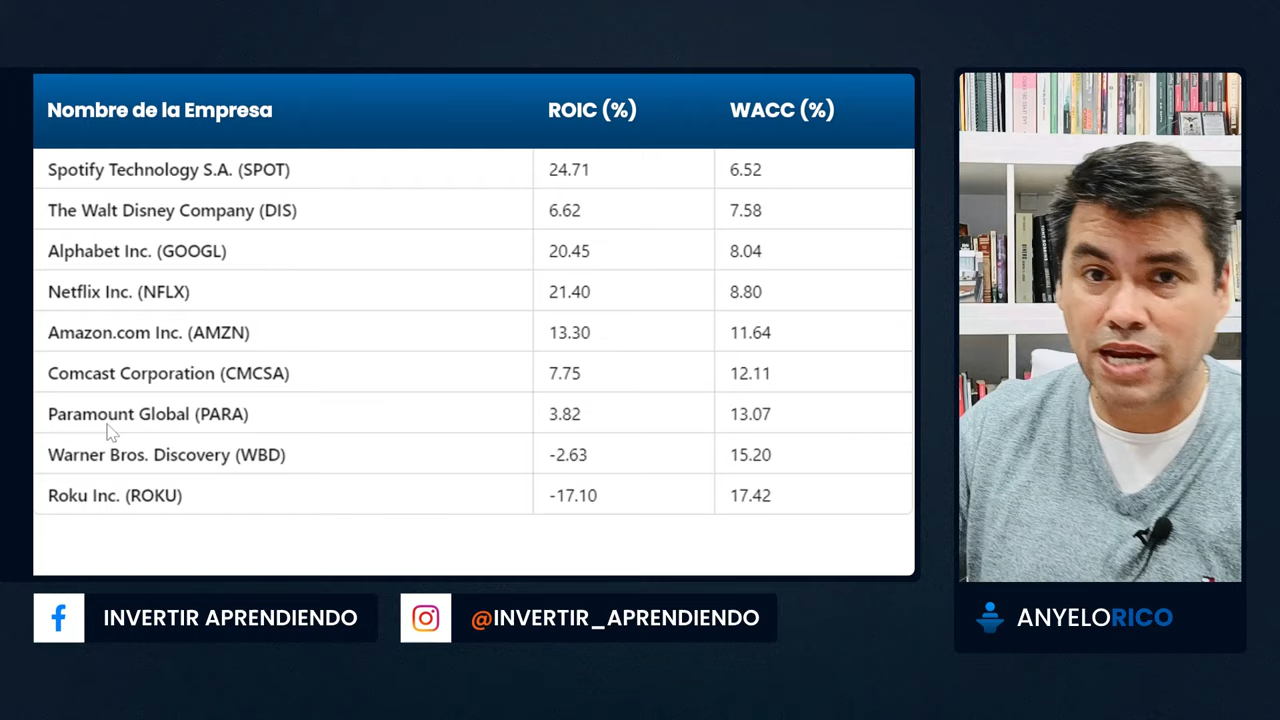 Nombre de la Empresa ROIC (%) WACC (%)
Spotify Technology S.A. (SPOT) 24.71 6.52
The Walt Disney Company (DIS) 6.62 7.58
Alphabet Inc. (GOOGL) 20.45 8.04
Netflix Inc. (NFLX) 21.40 8.80
Amazon.com Inc. (AMZN) 13.30 11.64
Comcast Corporation (CMCSA) 7.75 12.11
Paramount Global (PARA) 3.82 13.07
Warner Bros. Discovery (WBD) -2.63 15.20
Roku Inc. (ROKU) -17.10 17.42
INVERTIR APRENDIENDO
@INVERTIR_APRENDIENDO
ANYELORICO